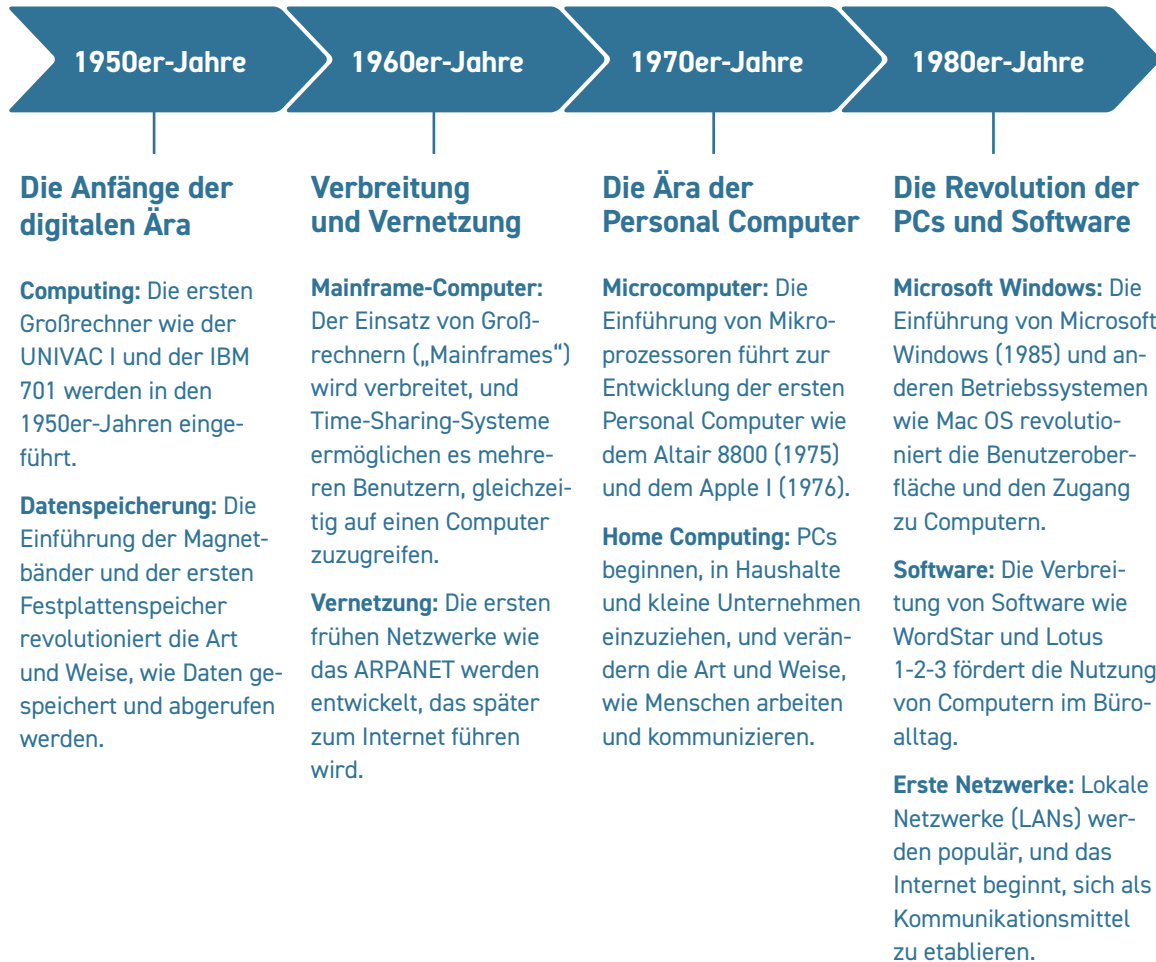 1950er-Jahre
1960er-Jahre
1970er-Jahre
1980er-Jahre
Die Anfänge der
digitalen Ära
Computing: Die ersten
Großrechner wie der
UNIVAC I und der IBM
701 werden in den
1950er-Jahren einge-
führt.
Datenspeicherung: Die
Einführung der Magnet-
bänder und der ersten
Festplattenspeicher
revolutioniert die Art
und Weise, wie Daten ge-
speichert und abgerufen
werden.
Verbreitung
und Vernetzung
Mainframe-Computer:
Der Einsatz von Groß-
rechnern („Mainframes“)
wird verbreitet, und
Time-Sharing-Systeme
ermöglichen es mehre-
ren Benutzern, gleichzei-
tig auf einen Computer
zuzugreifen.
Vernetzung: Die ersten
frühen Netzwerke wie
das ARPANET werden
entwickelt, das später
zum Internet führen
wird.
Die Ära der
Personal Computer
Microcomputer: Die
Einführung von Mikro-
prozessoren führt zur
Entwicklung der ersten
Personal Computer wie
dem Altair 8800 (1975)
und dem Apple I (1976).
Home Computing: PCs
beginnen, in Haushalte
und kleine Unternehmen
einzuziehen, und verän-
dern die Art und Weise,
wie Menschen arbeiten
und kommunizieren.
Die Revolution der
PCs und Software
Microsoft Windows: Die
Einführung von Microsoft
Windows (1985) und an-
deren Betriebssystemen
wie Mac OS revolutio-
niert die Benutzerober-
fläche und den Zugang
zu Computern.
Software: Die Verbrei-
tung von Software wie
WordStar und Lotus
1-2-3 fördert die Nutzung
von Computern im Büro-
alltag.
Erste Netzwerke: Lokale
Netzwerke (LANs) wer-
den populär, und das
Internet beginnt, sich als
Kommunikationsmittel
zu etablieren.